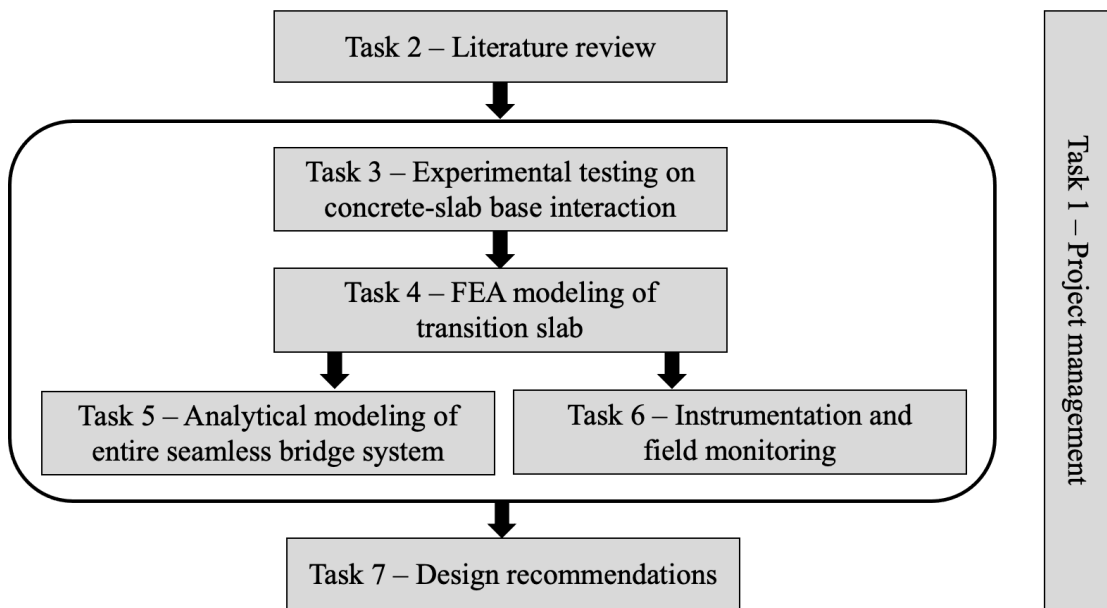 Task 2 – Literature review
Task 3 – Experimental testing on
concrete-slab base interaction
Task 4 – FEA modeling of
transition slab
Task 5 – Analytical modeling of
entire seamless bridge system
Task 6 – Instrumentation and
field monitoring
Task 7 – Design recommendations
Task 1 – Project management